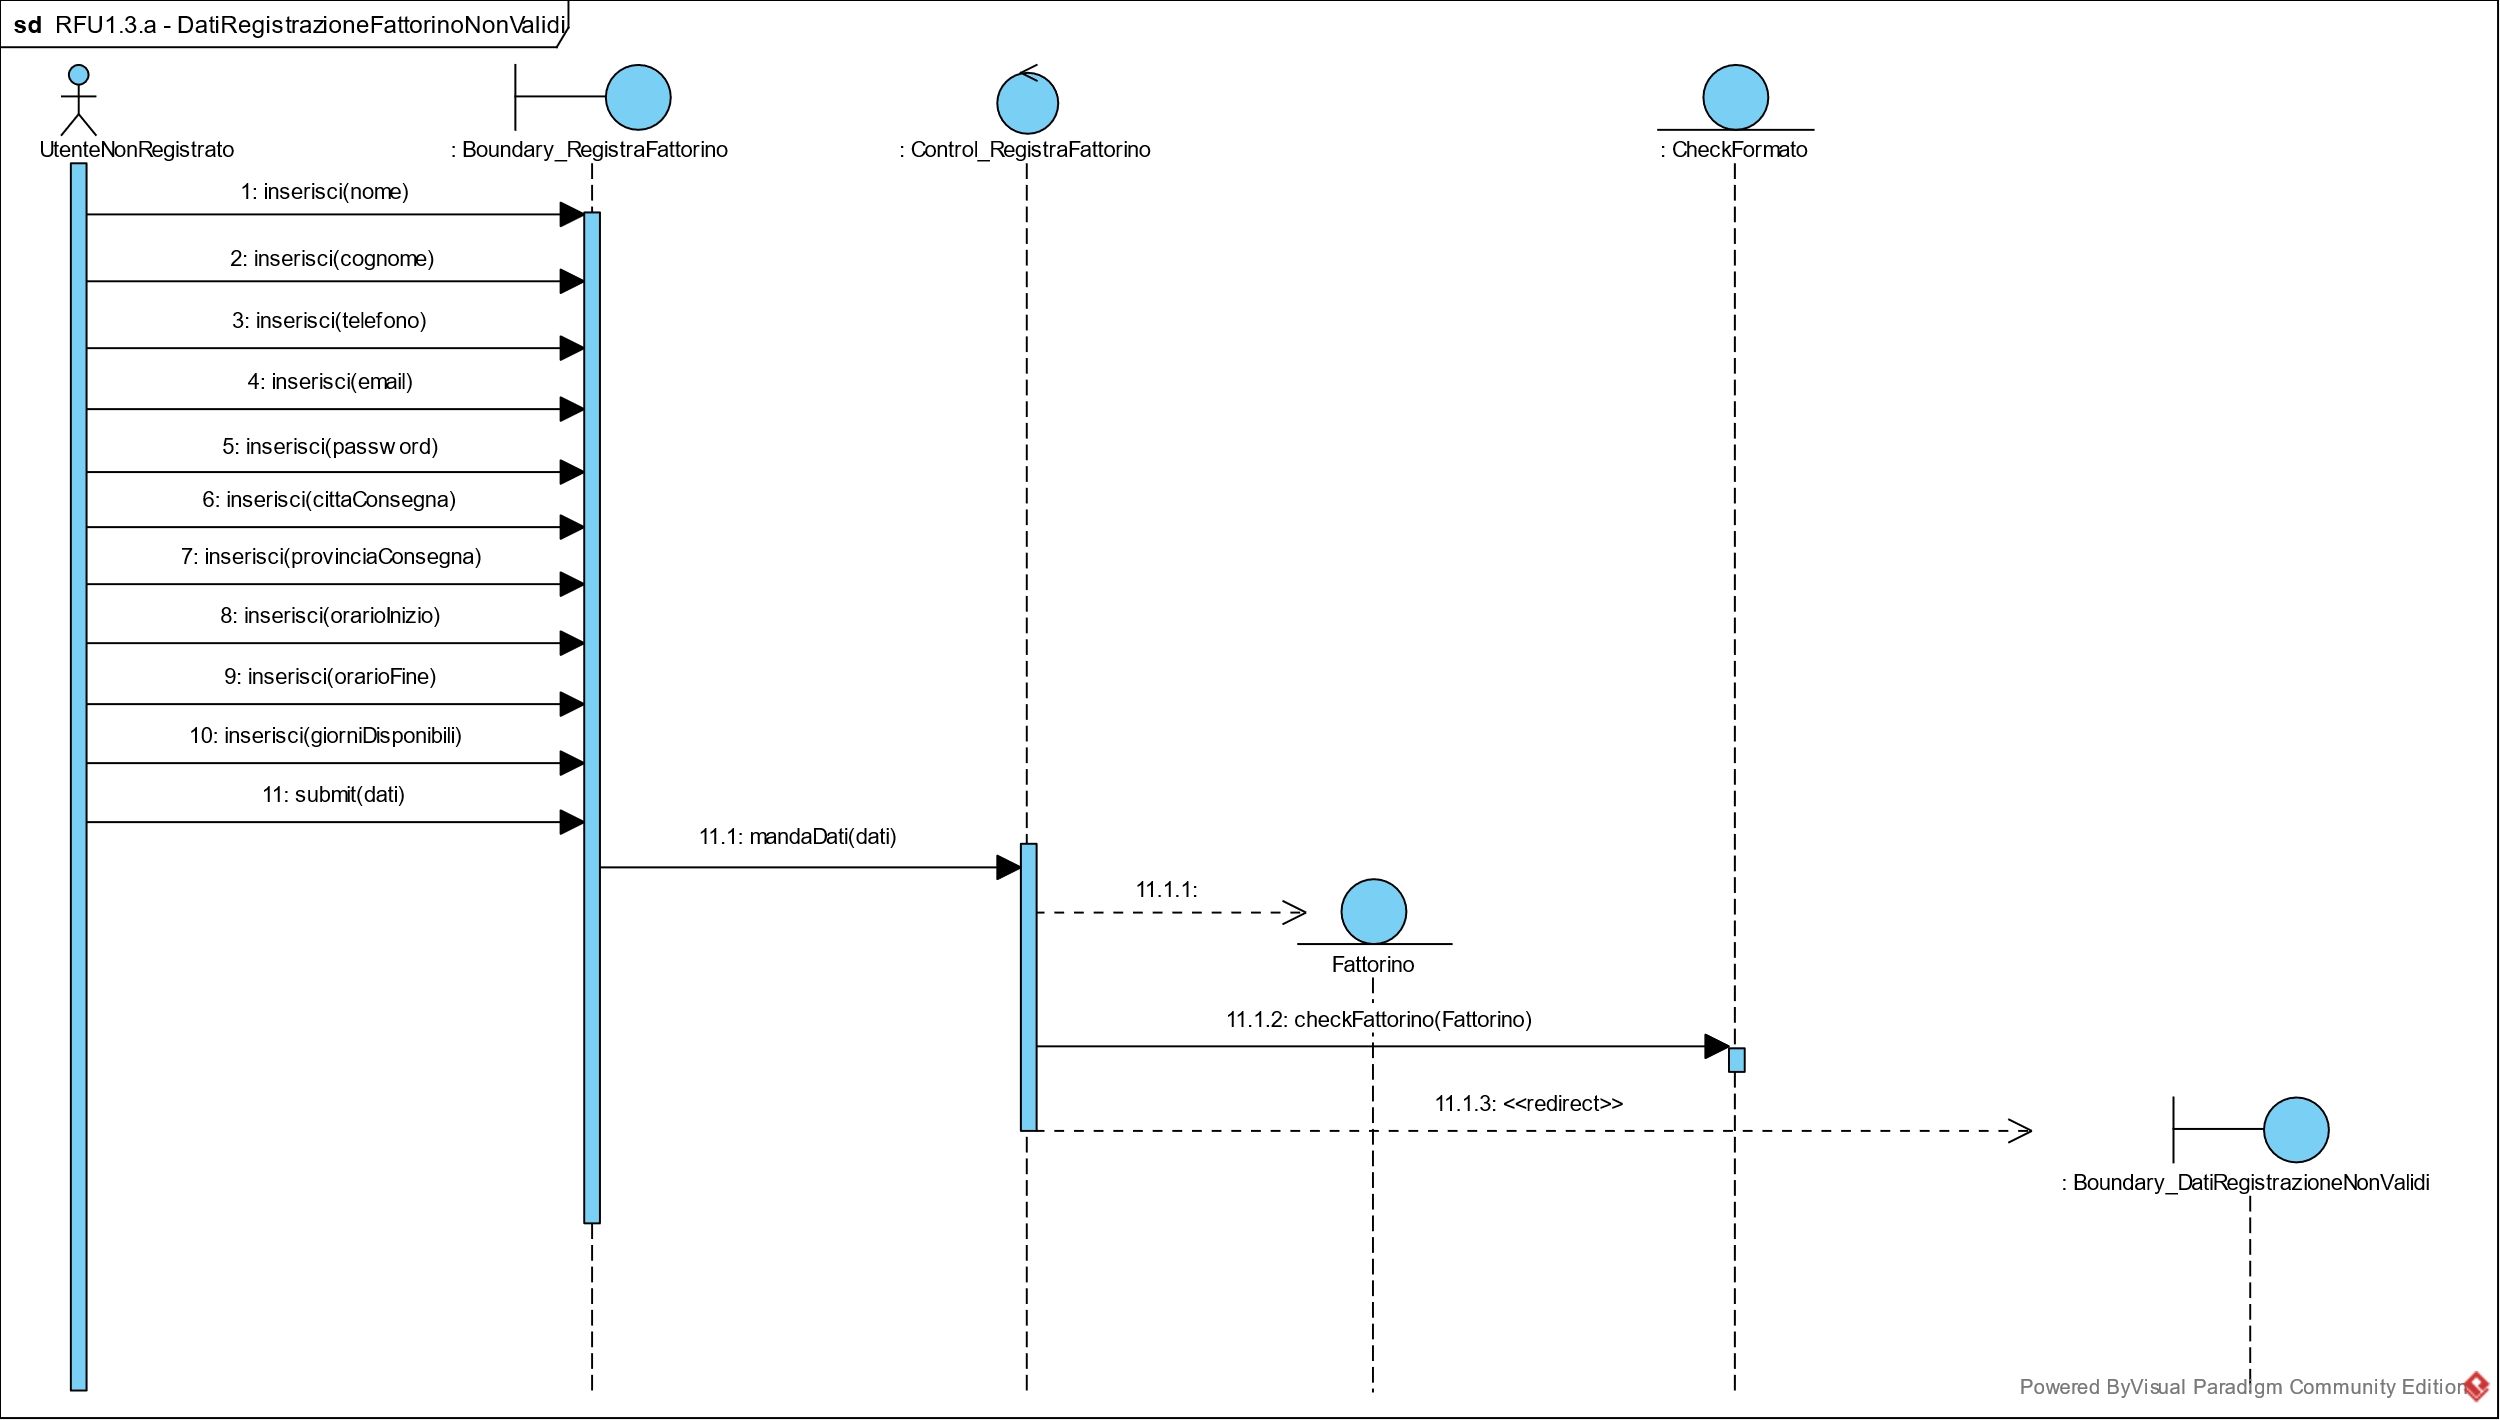 sd RFU1.3.a - DatiRegistrazioneFattorinoNonValidi
UtenteNonRegistrato
: Boundary_RegistraFattorino
: Control_RegistraFattorino
: CheckFormato
1: inserisci(nome)
2: inserisci(cognome)
3: inserisci(telefono)
4: inserisci(email)
5: inserisci(password)
6: inserisci(cittaConsegna)
7: inserisci(provinciaConsegna)
8: inserisci(orarioInizio)
9: inserisci(orarioFine)
10: inserisci(giorniDisponibili)
11: submit(dati)
11.1: mandaDati(dati)
11.1.1:
Fattorino
11.1.2: checkFattorino(Fattorino)
11.1.3: <<redirect>>
: Boundary_DatiRegistrazioneNonValidi
Powered By Visual Paradigm Community Edition